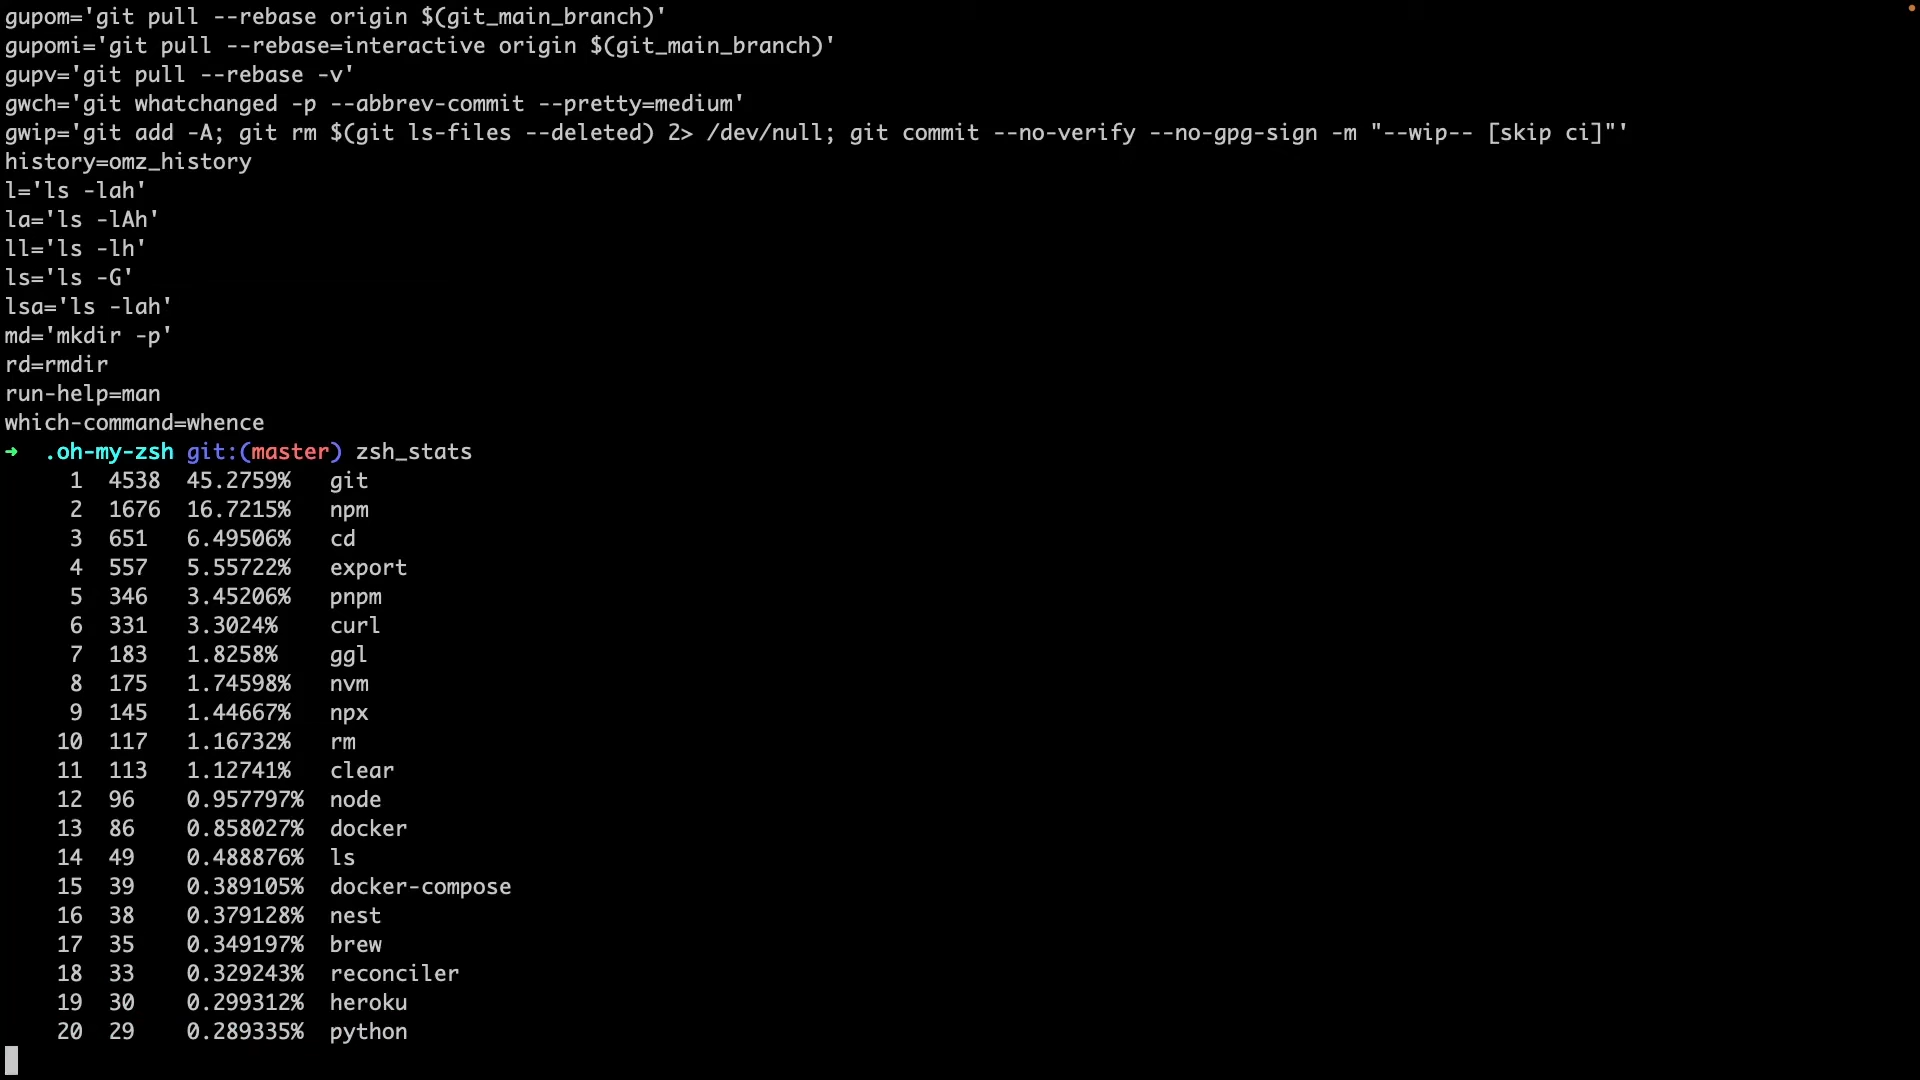 gupom='git pull --rebase origin $(git_main_branch)'
gupomi='git pull --rebase=interactive origin $(git_main_branch)'
gupv='git pull --rebase -v'
gwch='git whatchanged -p --abbrev-commit --pretty=medium'
gwip='git add -A; git rm $(git ls-files --deleted) 2> /dev/null; git commit --no-verify --no-gpg-sign -m "--wip-- [skip ci]"'
history=omz_history
l='ls -lah'
la='ls -lAh'
ll='ls -lh'
ls='ls -G'
lsa='ls -lah'
md='mkdir -p'
rd=rmdir
run-help=man
which-command=whence
➜  .oh-my-zsh git:(master) zsh_stats
     1  4538  45.2759%   git
     2  1676  16.7215%   npm
     3  651   6.49506%   cd
     4  557   5.55722%   export
     5  346   3.45206%   pnpm
     6  331   3.3024%    curl
     7  183   1.8258%    ggl
     8  175   1.74598%   nvm
     9  145   1.44667%   npx
    10  117   1.16732%   rm
    11  113   1.12741%   clear
    12  96    0.957797%  node
    13  86    0.858027%  docker
    14  49    0.488876%  ls
    15  39    0.389105%  docker-compose
    16  38    0.379128%  nest
    17  35    0.349197%  brew
    18  33    0.329243%  reconciler
    19  30    0.299312%  heroku
    20  29    0.289335%  python